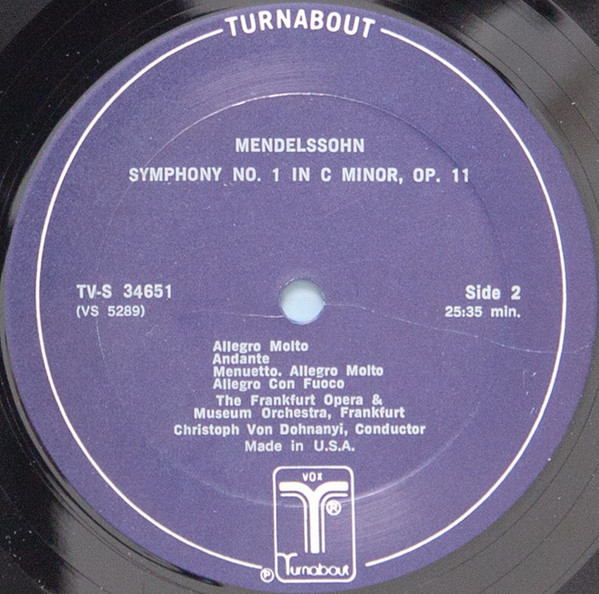 TURNABOUT
MENDELSSOHN
SYMPHONY NO. 1 IN C MINOR, OP. 11
TV-S 34651
(VS 5289)
Side 2
25:35 min.
Allegro Molto
Andante
Menuetto. Allegro Molto
Allegro Con Fuoco
The Frankfurt Opera &
Museum Orchestra, Frankfurt
Christoph Von Dohnanyi, Conductor
Made in U.S.A.
VOX
®
℗ Turnabout